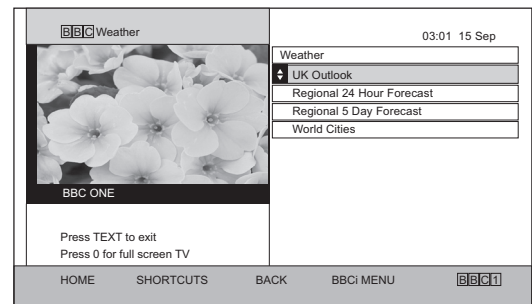 BBC Weather
03:01 15 Sep
Weather
UK Outlook
Regional 24 Hour Forecast
Regional 5 Day Forecast
World Cities
BBC ONE
Press TEXT to exit
Press 0 for full screen TV
HOME SHORTCUTS BACK BBCi MENU BBC1